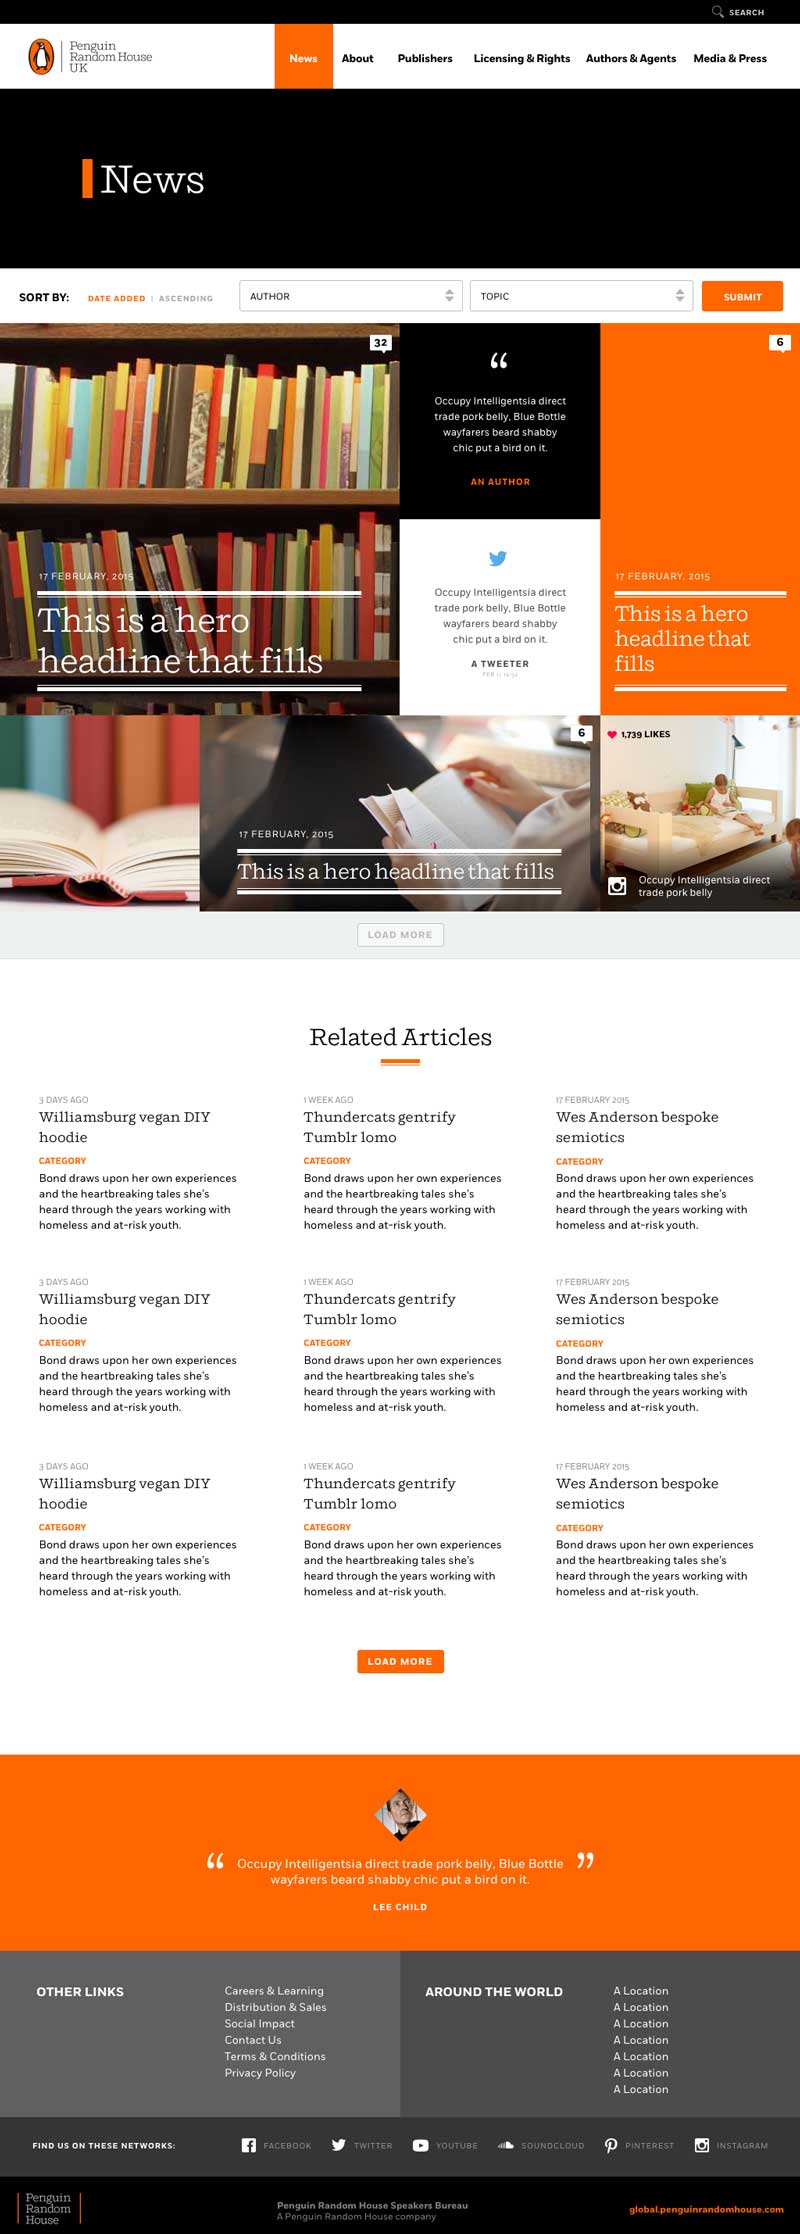 SEARCH
Penguin
Random House
UK
News About Publishers Licensing & Rights Authors & Agents Media & Press
News
SORT BY: DATE ADDED | ASCENDING AUTHOR TOPIC SUBMIT
32
17 FEBRUARY, 2015
This is a hero
headline that fills
“
Occupy Intelligentsia direct
trade pork belly, Blue Bottle
wayfarers beard shabby
chic put a bird on it.
AN AUTHOR
Occupy Intelligentsia direct
trade pork belly, Blue Bottle
wayfarers beard shabby
chic put a bird on it.
A TWEETER
FEB 11 14:52
6
17 FEBRUARY, 2015
This is a hero
headline that
fills
6
17 FEBRUARY, 2015
This is a hero headline that fills
1,739 LIKES
Occupy Intelligentsia direct
trade pork belly
LOAD MORE
Related Articles
3 DAYS AGO
Williamsburg vegan DIY
hoodie
CATEGORY
Bond draws upon her own experiences
and the heartbreaking tales she's
heard through the years working with
homeless and at-risk youth.
1 WEEK AGO
Thundercats gentrify
Tumblr lomo
CATEGORY
Bond draws upon her own experiences
and the heartbreaking tales she's
heard through the years working with
homeless and at-risk youth.
17 FEBRUARY 2015
Wes Anderson bespoke
semiotics
CATEGORY
Bond draws upon her own experiences
and the heartbreaking tales she's
heard through the years working with
homeless and at-risk youth.
3 DAYS AGO
Williamsburg vegan DIY
hoodie
CATEGORY
Bond draws upon her own experiences
and the heartbreaking tales she's
heard through the years working with
homeless and at-risk youth.
1 WEEK AGO
Thundercats gentrify
Tumblr lomo
CATEGORY
Bond draws upon her own experiences
and the heartbreaking tales she's
heard through the years working with
homeless and at-risk youth.
17 FEBRUARY 2015
Wes Anderson bespoke
semiotics
CATEGORY
Bond draws upon her own experiences
and the heartbreaking tales she's
heard through the years working with
homeless and at-risk youth.
3 DAYS AGO
Williamsburg vegan DIY
hoodie
CATEGORY
Bond draws upon her own experiences
and the heartbreaking tales she's
heard through the years working with
homeless and at-risk youth.
1 WEEK AGO
Thundercats gentrify
Tumblr lomo
CATEGORY
Bond draws upon her own experiences
and the heartbreaking tales she's
heard through the years working with
homeless and at-risk youth.
17 FEBRUARY 2015
Wes Anderson bespoke
semiotics
CATEGORY
Bond draws upon her own experiences
and the heartbreaking tales she's
heard through the years working with
homeless and at-risk youth.
LOAD MORE
“ Occupy Intelligentsia direct trade pork belly, Blue Bottle ”
wayfarers beard shabby chic put a bird on it.
LEE CHILD
OTHER LINKS
Careers & Learning
Distribution & Sales
Social Impact
Contact Us
Terms & Conditions
Privacy Policy
AROUND THE WORLD
A Location
A Location
A Location
A Location
A Location
A Location
A Location
FIND US ON THESE NETWORKS: FACEBOOK TWITTER YOUTUBE SOUNDCLOUD PINTEREST INSTAGRAM
Penguin
Random
House
Penguin Random House Speakers Bureau
A Penguin Random House company
global.penguinrandomhouse.com